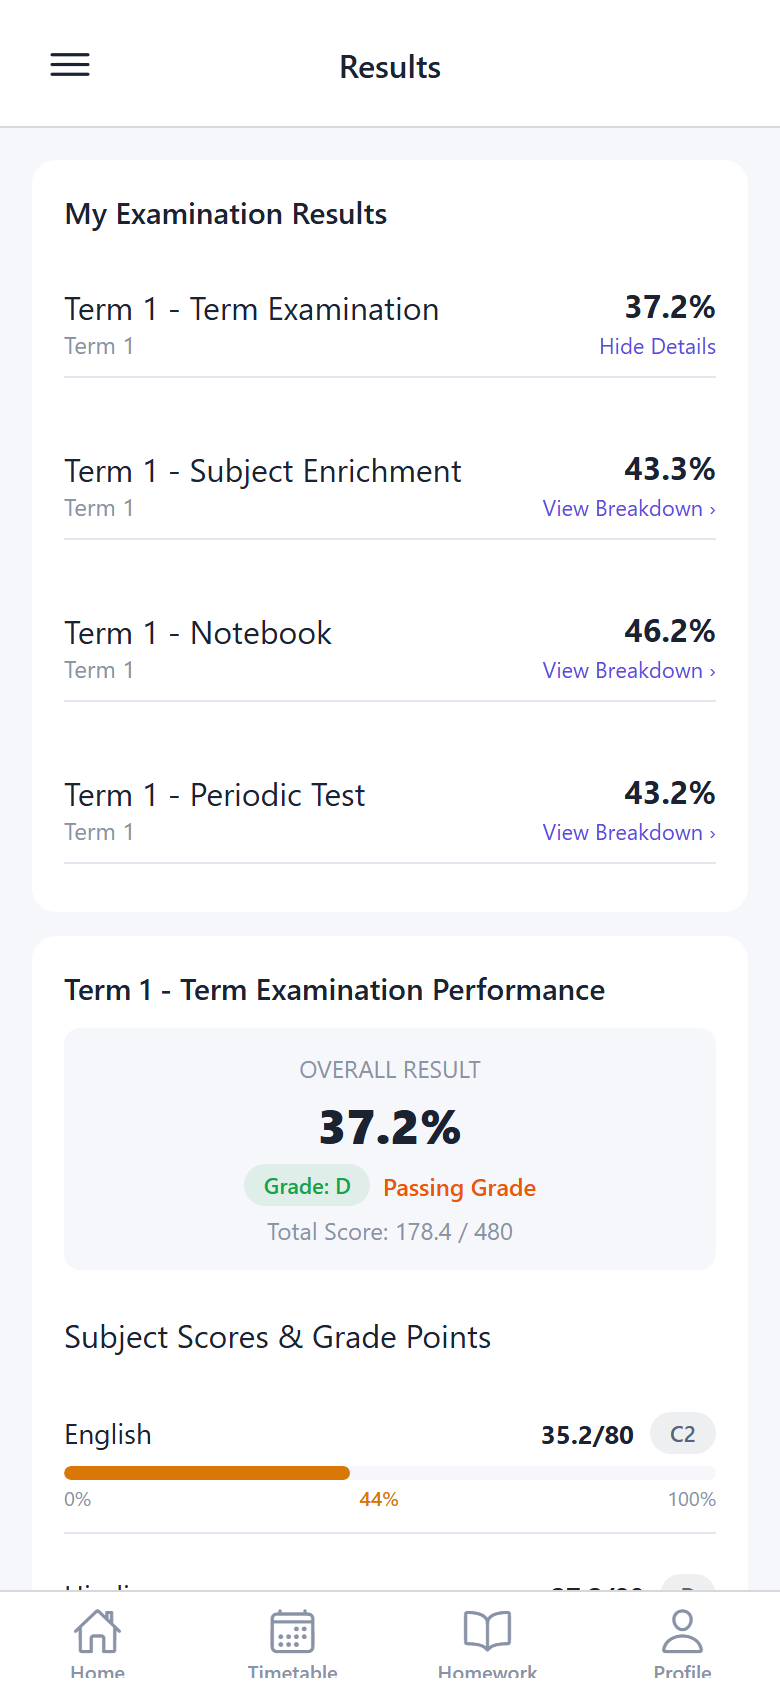 Results
My Examination Results
Term 1 - Term Examination
37.2%
Term 1
Hide Details
Term 1 - Subject Enrichment
43.3%
Term 1
View Breakdown ›
Term 1 - Notebook
46.2%
Term 1
View Breakdown ›
Term 1 - Periodic Test
43.2%
Term 1
View Breakdown ›
Term 1 - Term Examination Performance
OVERALL RESULT
37.2%
Grade: D Passing Grade
Total Score: 178.4 / 480
Subject Scores & Grade Points
English 35.2/80 C2
0% 44% 100%
Home Timetable Homework Profile